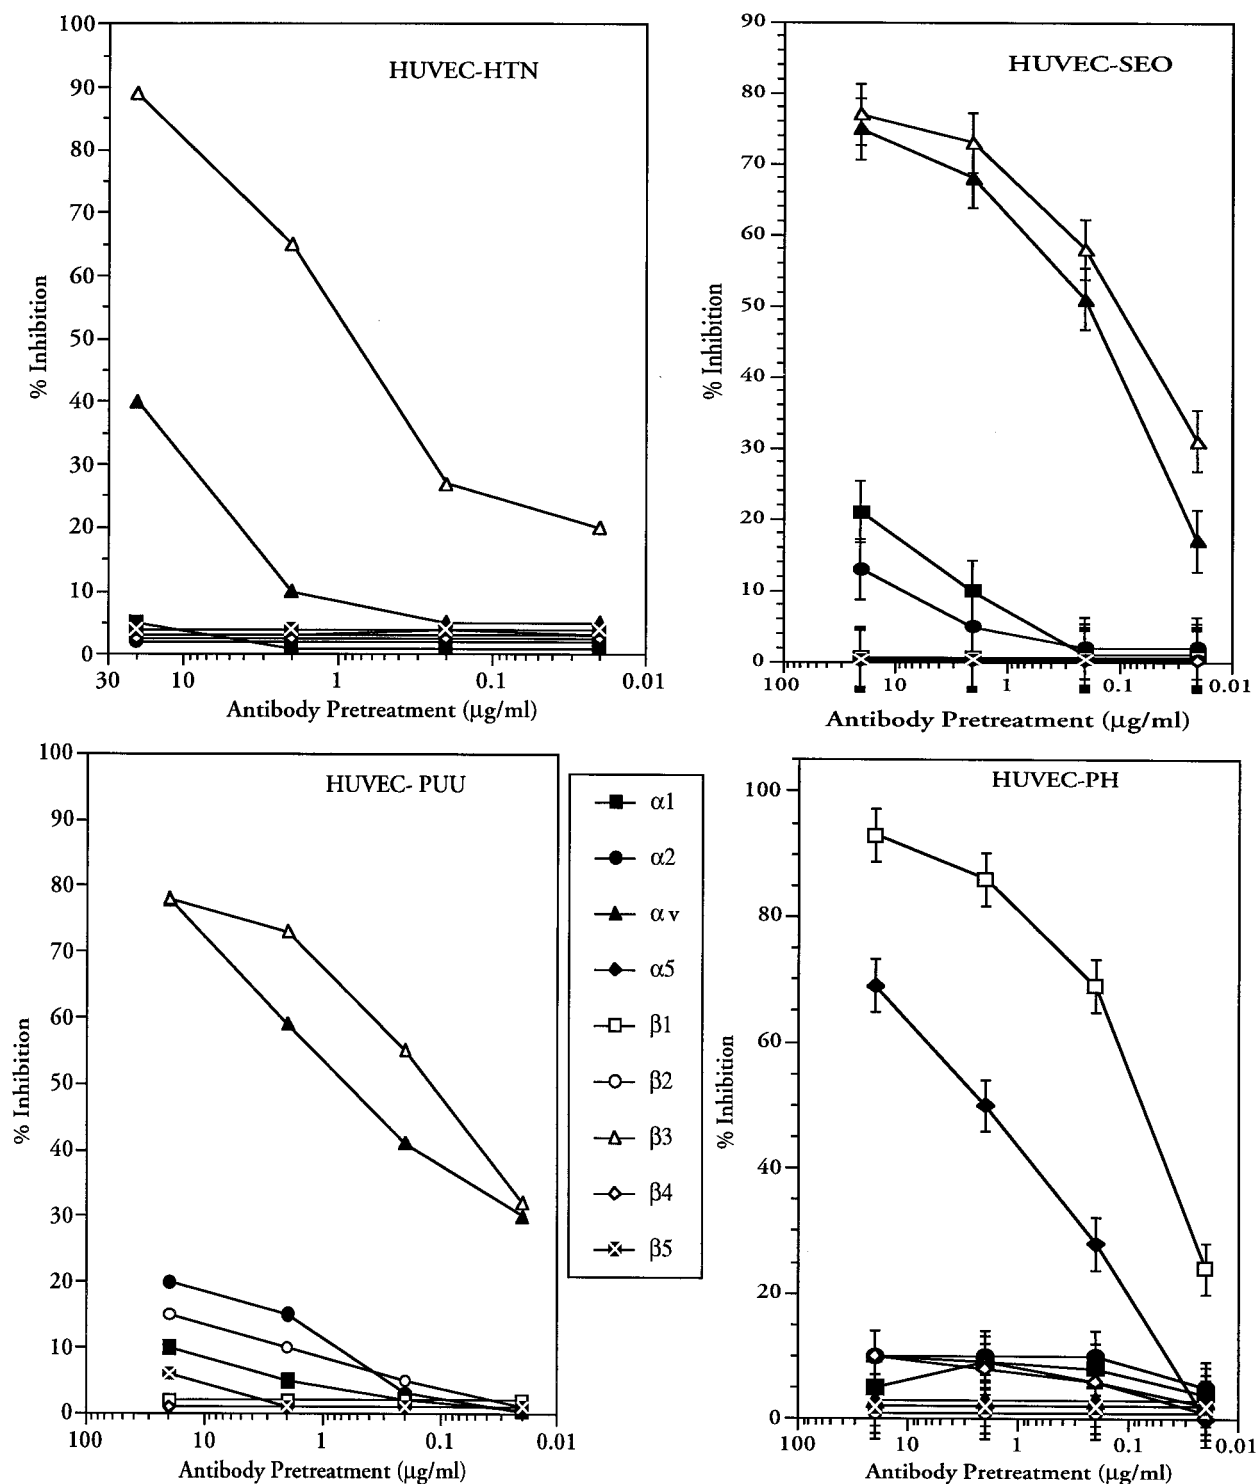 HUVEC-HTN
100
90
80
70
60
50
40
30
20
10
0
% Inhibition
30 10 1 0.1 0.01
Antibody Pretreatment (μg/ml)
HUVEC-SEO
90
80
70
60
50
40
30
20
10
0
% Inhibition
100 10 1 0.1 0.01
Antibody Pretreatment (μg/ml)
HUVEC- PUU
100
90
80
70
60
50
40
30
20
10
0
% Inhibition
100 10 1 0.1 0.01
Antibody Pretreatment (μg/ml)
α1
α2
α v
α5
β1
β2
β3
β4
β5
HUVEC-PH
100
80
60
40
20
0
% Inhibition
100 10 1 0.1 0.01
Antibody Pretreatment (μg/ml)